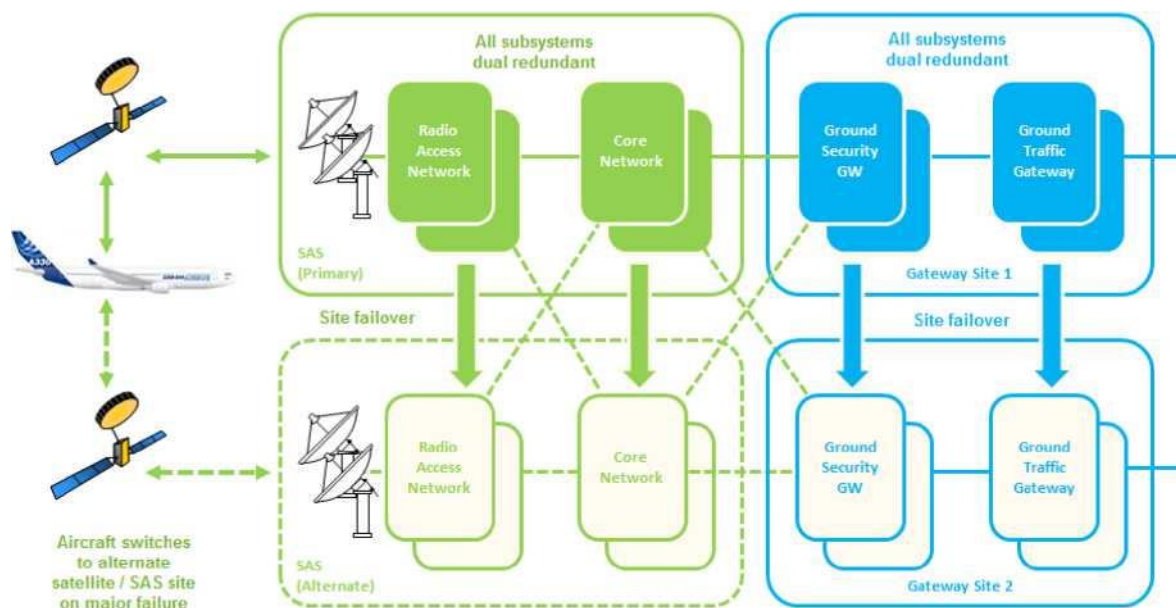 All subsystems
dual redundant
All subsystems
dual redundant
Radio
Access
Network
Core
Network
Ground
Security
GW
Ground
Traffic
Gateway
A330
SAS
(Primary)
Gateway Site 1
Site failover
Site failover
Radio
Access
Network
Core
Network
Ground
Security
GW
Ground
Traffic
Gateway
Aircraft switches
to alternate
satellite / SAS site
on major failure
SAS
(Alternate)
Gateway Site 2